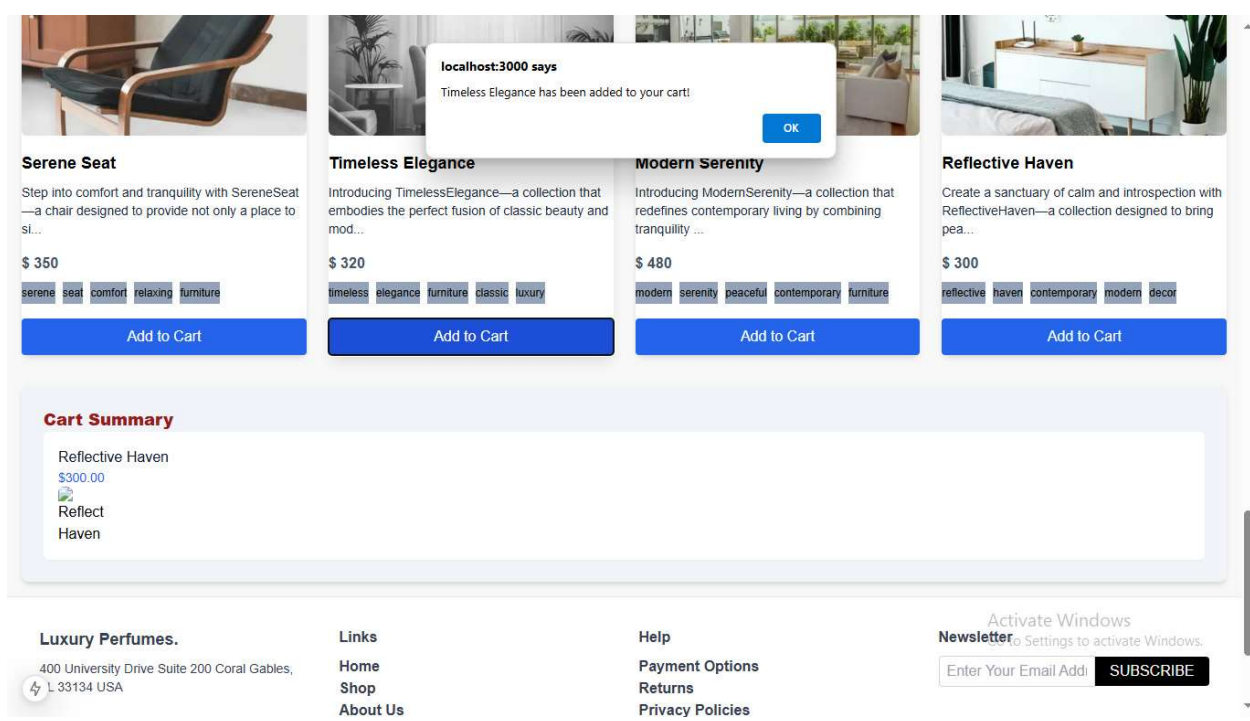 localhost:3000 says
Timeless Elegance has been added to your cart!
OK
Serene Seat
Step into comfort and tranquility with SereneSeat
—a chair designed to provide not only a place to
si...
$ 350
serene seat comfort relaxing furniture
Add to Cart
Timeless Elegance
Introducing TimelessElegance—a collection that
embodies the perfect fusion of classic beauty and
mod...
$ 320
timeless elegance furniture classic luxury
Add to Cart
Modern Serenity
Introducing ModernSerenity—a collection that
redefines contemporary living by combining
tranquility ...
$ 480
modern serenity peaceful contemporary furniture
Add to Cart
Reflective Haven
Create a sanctuary of calm and introspection with
ReflectiveHaven—a collection designed to bring
pea...
$ 300
reflective haven contemporary modern decor
Add to Cart
Cart Summary
Reflective Haven
$300.00
Reflect
Haven
Luxury Perfumes.
400 University Drive Suite 200 Coral Gables,
L 33134 USA
Links
Home
Shop
About Us
Help
Payment Options
Returns
Privacy Policies
Newsletter
Enter Your Email Add
SUBSCRIBE
Activate Windows
to Settings to activate Windows.